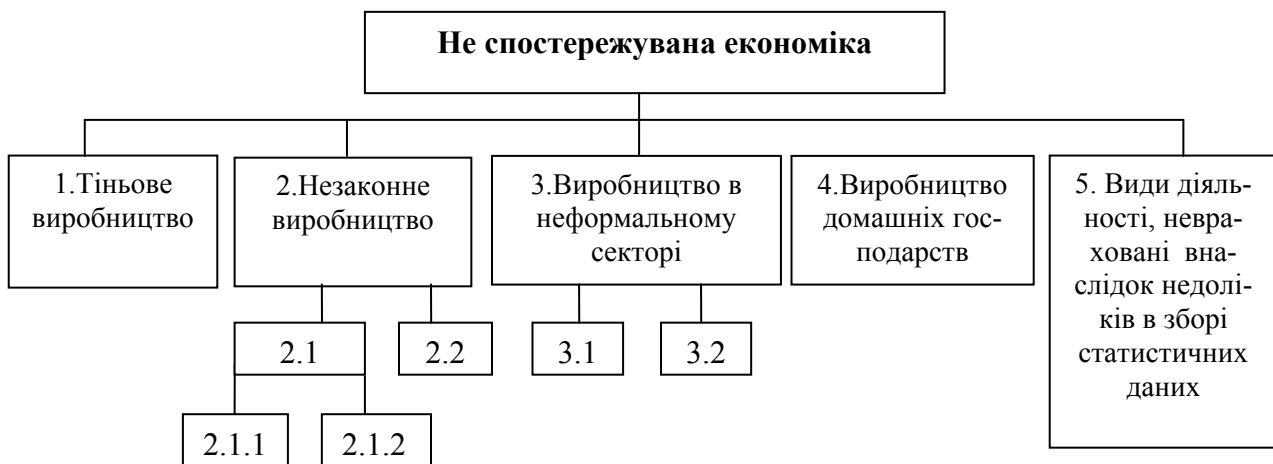 Не спостережувана економіка
1.Тіньове
виробництво
2.Незаконне
виробництво
3.Виробництво в
неформальному
секторі
4.Виробництво
домашніх гос-
подарств
5. Види діяль-
ності, невра-
ховані вна-
слідок недолі-
ків в зборі
статистичних
даних
2.1
2.2
3.1
3.2
2.1.1
2.1.2